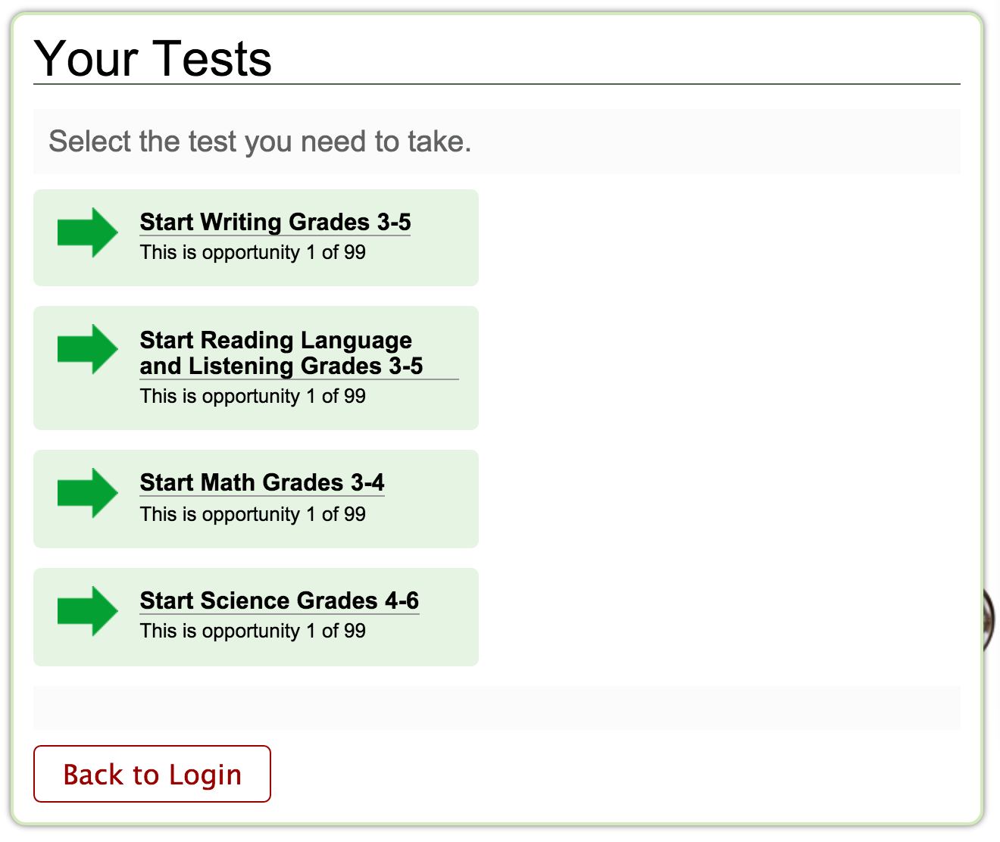 Your Tests
Select the test you need to take.
Start Writing Grades 3-5
This is opportunity 1 of 99
Start Reading Language
and Listening Grades 3-5
This is opportunity 1 of 99
Start Math Grades 3-4
This is opportunity 1 of 99
Start Science Grades 4-6
This is opportunity 1 of 99
Back to Login